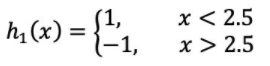 h₁(x) = {1, x < 2.5
−1, x > 2.5